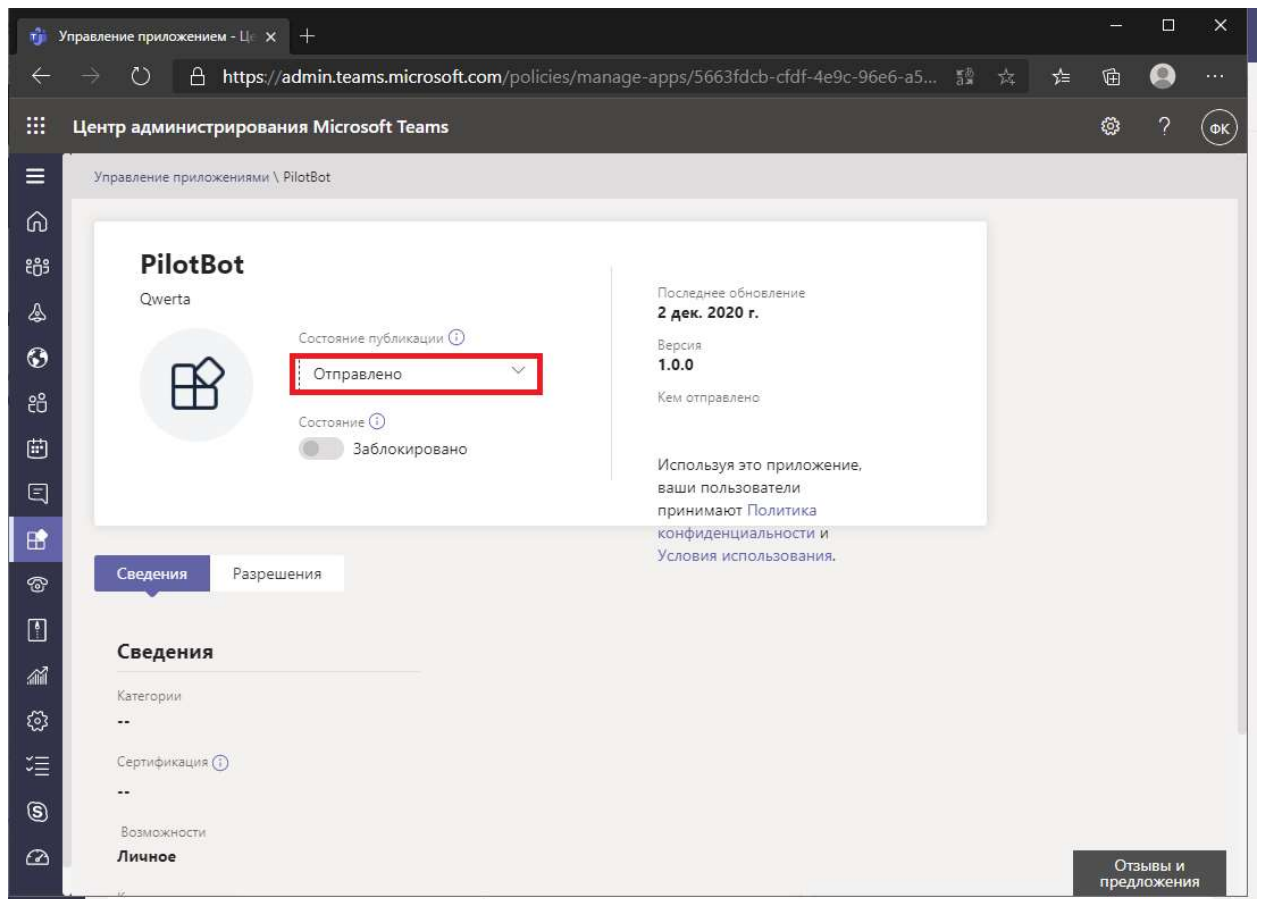 Управление приложением - Це
https://admin.teams.microsoft.com/policies/manage-apps/5663fdcb-cfdf-4e9c-96e6-a5...
Центр администрирования Microsoft Teams
ФК
Управление приложениями \ PilotBot
PilotBot
Qwerta
Состояние публикации
Отправлено
Состояние
Заблокировано
Последнее обновление
2 дек. 2020 г.
Версия
1.0.0
Кем отправлено
Используя это приложение,
ваши пользователи
принимают Политика
конфиденциальности и
Условия использования.
Сведения
Разрешения
Сведения
Категории
--
Сертификация
--
Возможности
Личное
Отзывы и
предложения